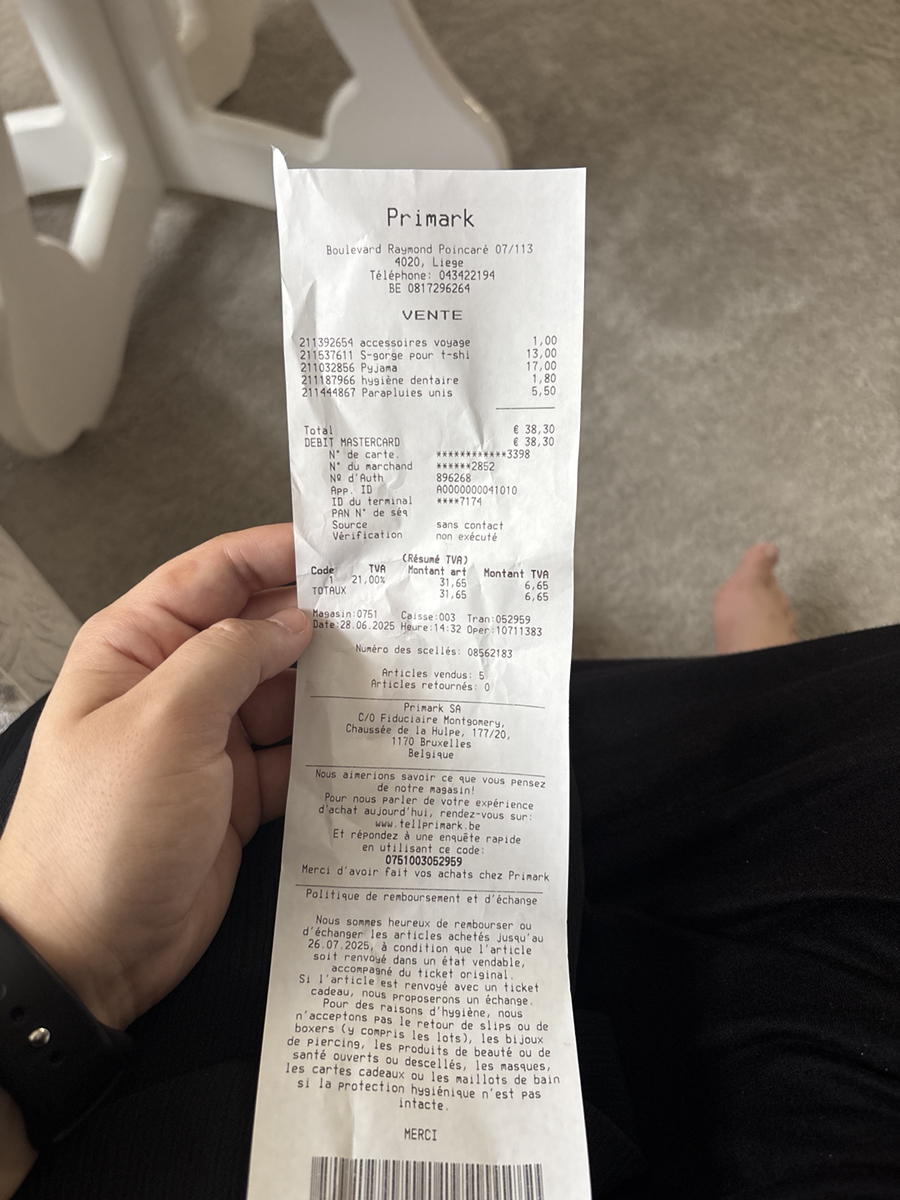 Primark
Boulevard Raymond Poincaré 07/113
4020, Liege
Téléphone: 043422194
BE 0817296264
VENTE
211392654 accessoires voyage 1,00
211537611 S-gorge pour t-shi 13,00
211032856 Pyjama 17,00
211187966 hygiène dentaire 1,80
211444867 Parapluies unis 5,50
Total € 38,30
DEBIT MASTERCARD € 38,30
N° de carte. ************3398
N° du marchand ******2852
Nº d'Auth 896268
App. ID A0000000041010
ID du terminal ****7174
PAN N° de séq
Source sans contact
Vérification non exécuté
(Résumé TVA)
Code TVA Montant art Montant TVA
1 21,00% 31,65 6,65
TOTAUX 31,65 6,65
Magasin:0751 Caisse:003 Tran:052959
Date:28.06.2025 Heure:14:32 Oper:10711383
Numéro des scellés: 08562183
Articles vendus: 5
Articles retournés: 0
Primark SA
C/O Fiduciaire Montgomery,
Chaussée de la Hulpe, 177/20,
1170 Bruxelles
Belgique
Nous aimerions savoir ce que vous pensez
de notre magasin!
Pour nous parler de votre expérience
d'achat aujourd'hui, rendez-vous sur:
www.tellprimark.be
Et répondez à une enquête rapide
en utilisant ce code:
0751003052959
Merci d'avoir fait vos achats chez Primark
Politique de remboursement et d'échange
Nous sommes heureux de rembourser ou
d'échanger les articles achetés jusqu'au
26.07.2025, à condition que l'article
soit renvoyé dans un état vendable,
accompagné du ticket original.
Si l'article est renvoyé avec un ticket
cadeau, nous proposerons un échange.
Pour des raisons d'hygiène, nous
n'acceptons pas le retour de slips ou de
boxers (y compris les lots), les bijoux
de piercing, les produits de beauté ou de
santé ouverts ou descellés, les masques,
les cartes cadeaux ou les maillots de bain
si la protection hygiénique n'est pas
intacte.
MERCI